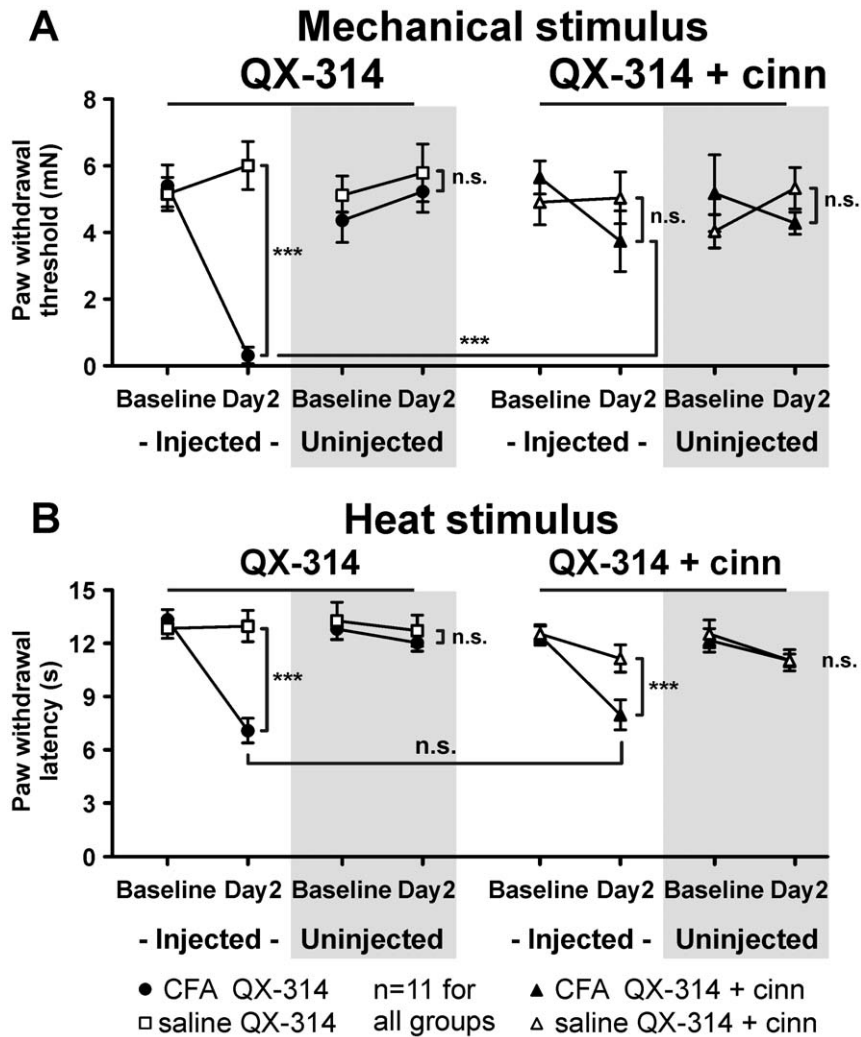 A Mechanical stimulus
QX-314 QX-314 + cinn
Paw withdrawal
threshold (mN)
8
6
4
2
0
***
n.s.
***
n.s.
n.s.
Baseline Day2 Baseline Day2 Baseline Day2 Baseline Day2
- Injected - Uninjected - Injected - Uninjected
B Heat stimulus
QX-314 QX-314 + cinn
Paw withdrawal
latency (s)
15
12
9
6
3
0
***
n.s.
n.s.
***
n.s.
Baseline Day2 Baseline Day2 Baseline Day2 Baseline Day2
- Injected - Uninjected - Injected - Uninjected
CFA QX-314 n=11 for CFA QX-314 + cinn
saline QX-314 all groups saline QX-314 + cinn